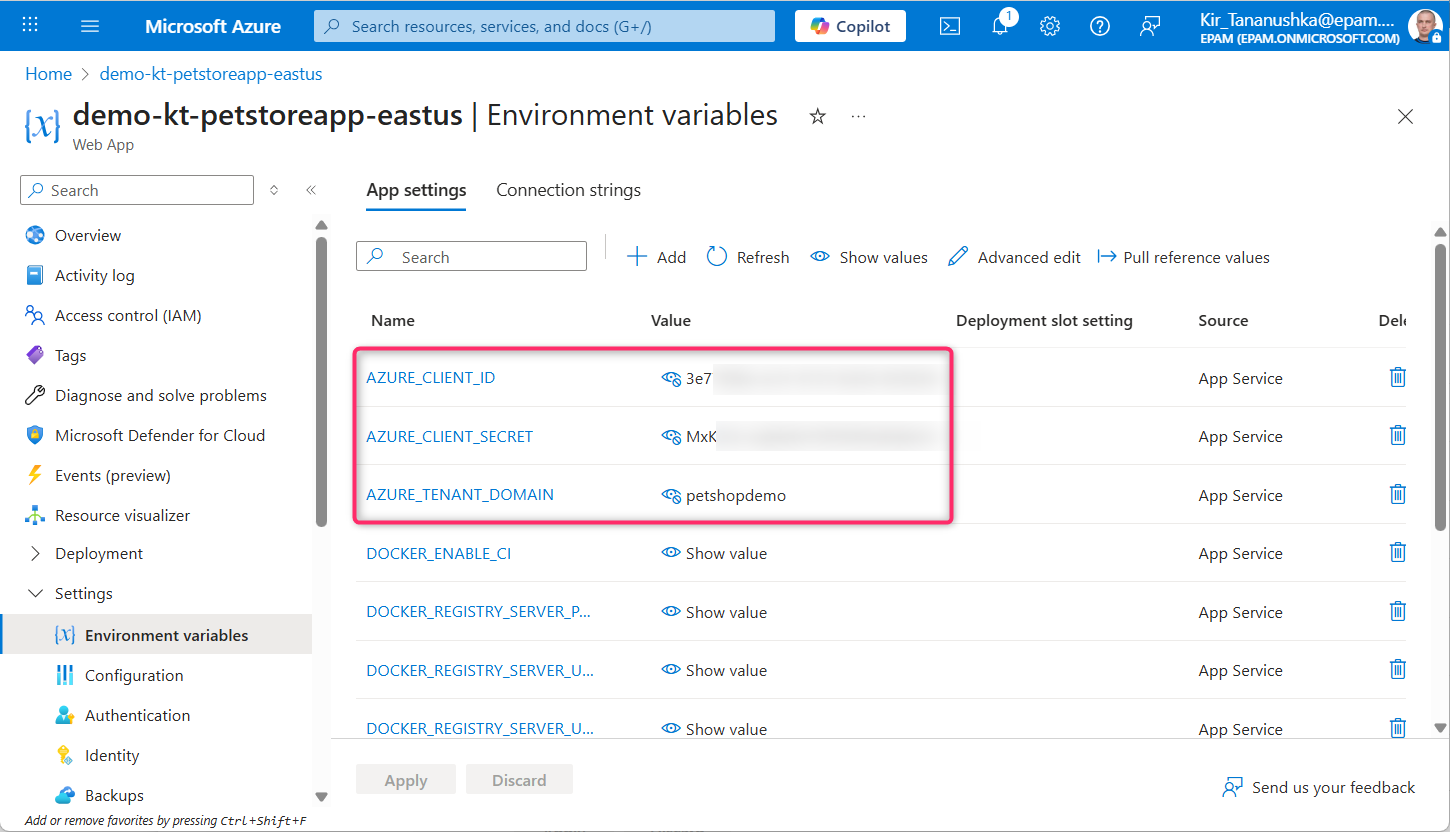 Microsoft Azure
Search resources, services, and docs (G+/)
Copilot
1
Kir_Tananushka@epam....
EPAM (EPAM.ONMICROSOFT.COM)
Home > demo-kt-petstoreapp-eastus
demo-kt-petstoreapp-eastus | Environment variables
Web App
Search
Overview
Activity log
Access control (IAM)
Tags
Diagnose and solve problems
Microsoft Defender for Cloud
Events (preview)
Resource visualizer
Deployment
Settings
Environment variables
Configuration
Authentication
Identity
Backups
Add or remove favorites by pressing Ctrl+Shift+F
App settings Connection strings
Search
Add Refresh Show values Advanced edit Pull reference values
Name Value Deployment slot setting Source Dele
AZURE_CLIENT_ID 3e7 App Service
AZURE_CLIENT_SECRET MxK App Service
AZURE_TENANT_DOMAIN petshopdemo App Service
DOCKER_ENABLE_CI Show value App Service
DOCKER_REGISTRY_SERVER_P... Show value App Service
DOCKER_REGISTRY_SERVER_U... Show value App Service
DOCKER_REGISTRY_SERVER_U... Show value App Service
Apply Discard
Send us your feedback